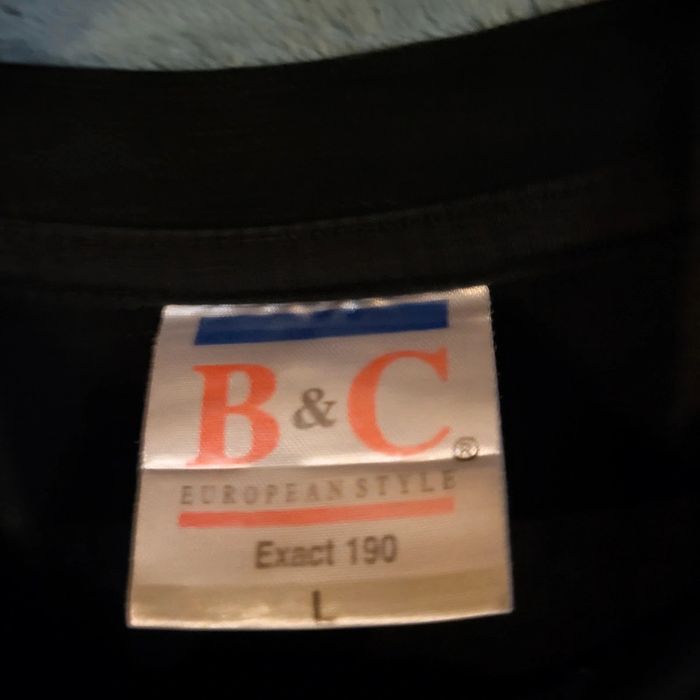 B & C ®
EUROPEAN STYLE
Exact 190
L